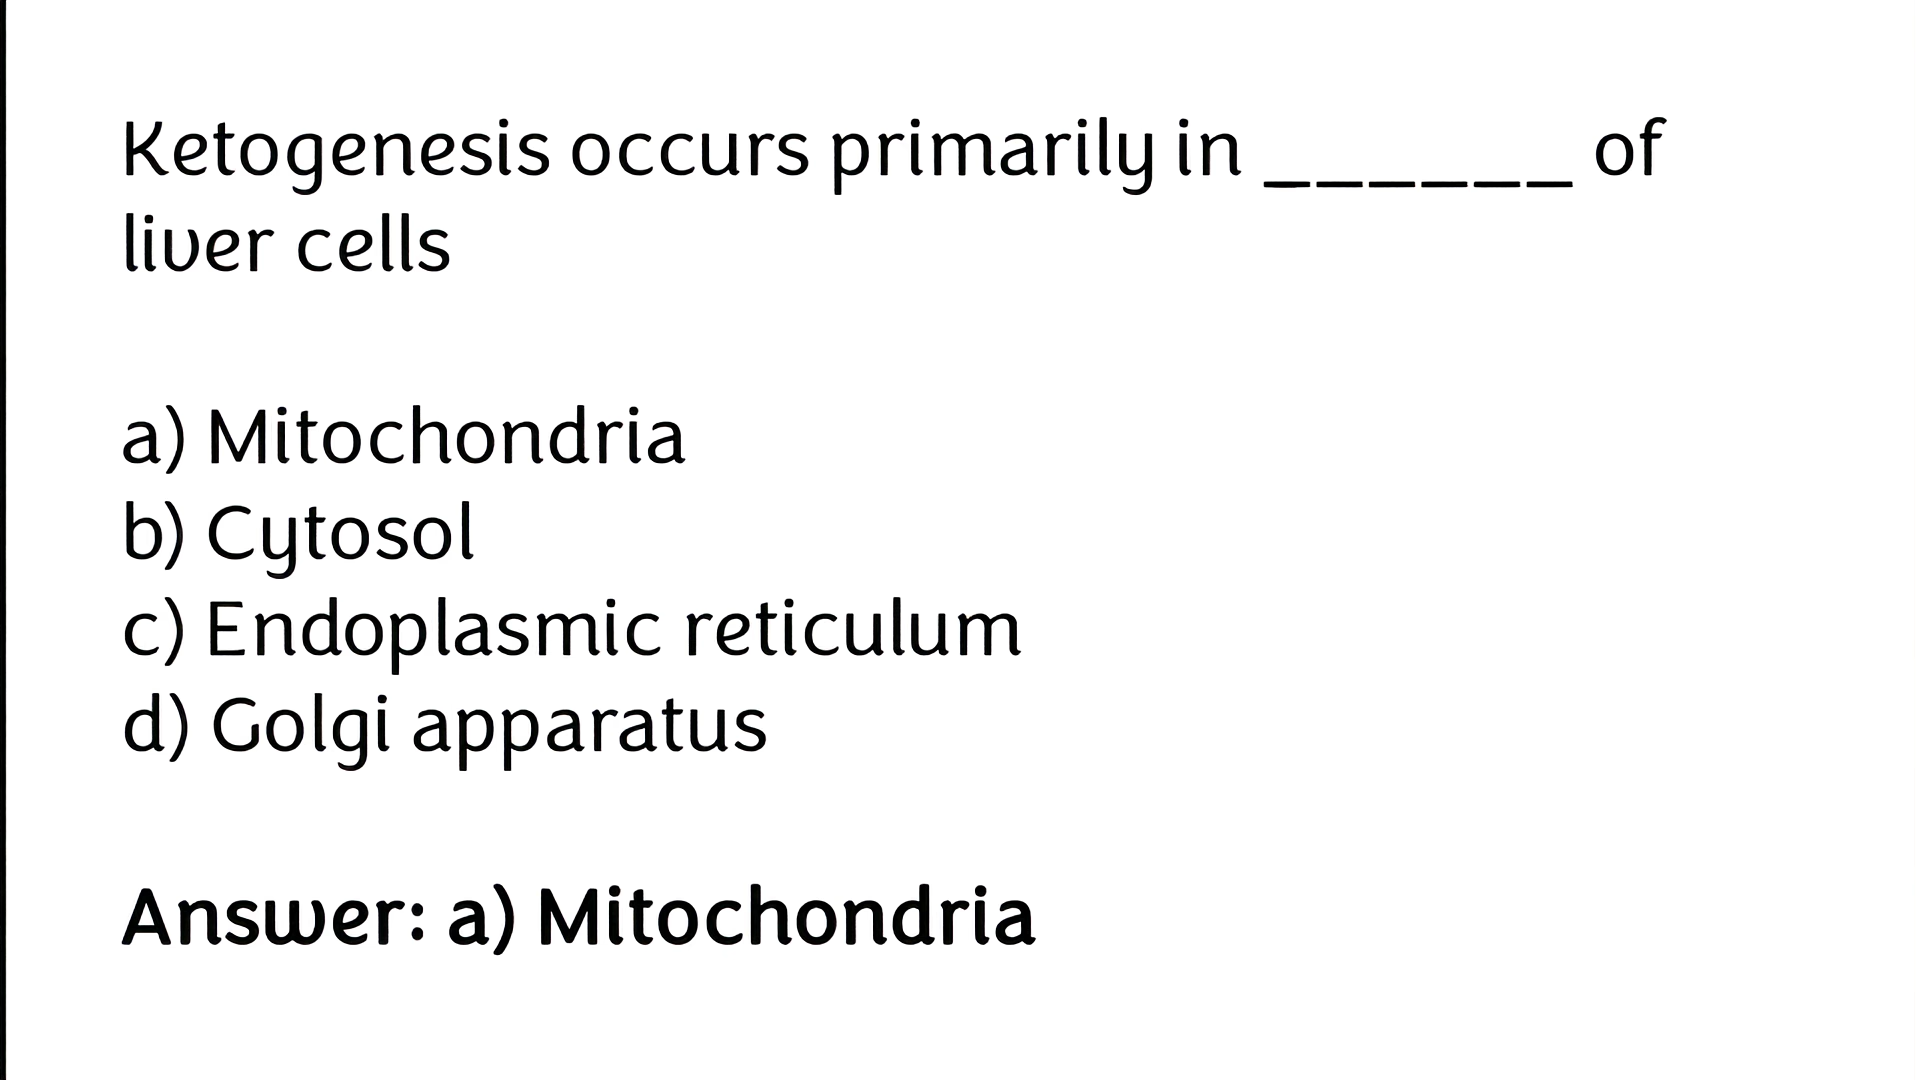 Ketogenesis occurs primarily in ______ of
liver cells
a) Mitochondria
b) Cytosol
c) Endoplasmic reticulum
d) Golgi apparatus
Answer: a) Mitochondria